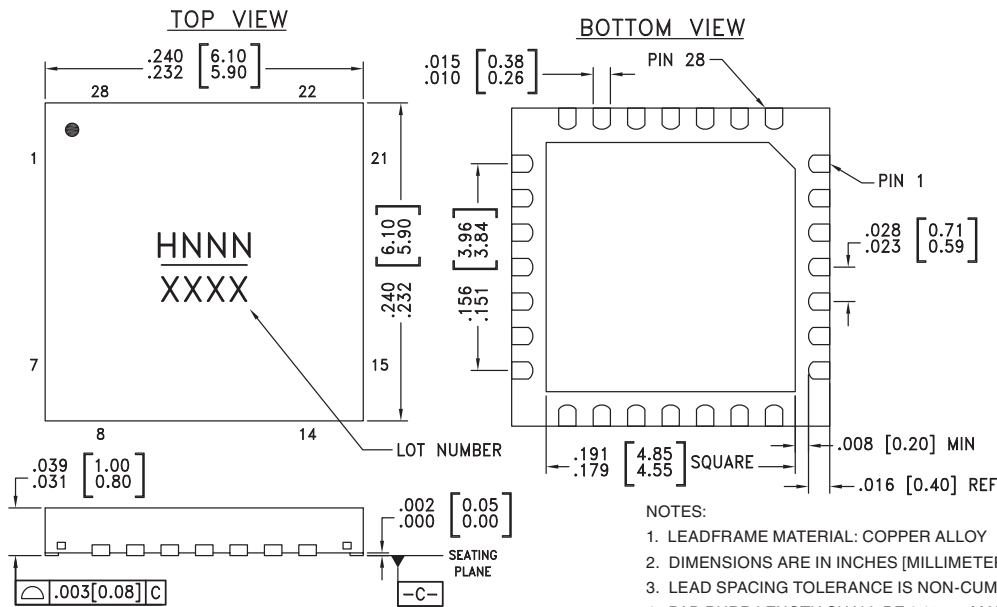 TOP VIEW
.240 [6.10]
.232 [5.90]
28 22
1 21
HNNN
XXXX
6.10
5.90
.240
.232
7 15
8 14
LOT NUMBER
.039 [1.00]
.031 [0.80]
.002 [0.05]
.000 [0.00]
SEATING
PLANE
.003[0.08] C
-C-
BOTTOM VIEW
.015 [0.38]
.010 [0.26]
PIN 28
PIN 1
3.96
3.84
.156
.151
.028 [0.71]
.023 [0.59]
.191 [4.85]
.179 [4.55] SQUARE
.008 [0.20] MIN
.016 [0.40] REF
NOTES:
1. LEADFRAME MATERIAL: COPPER ALLOY
2. DIMENSIONS ARE IN INCHES [MILLIMETER
3. LEAD SPACING TOLERANCE IS NON-CUM